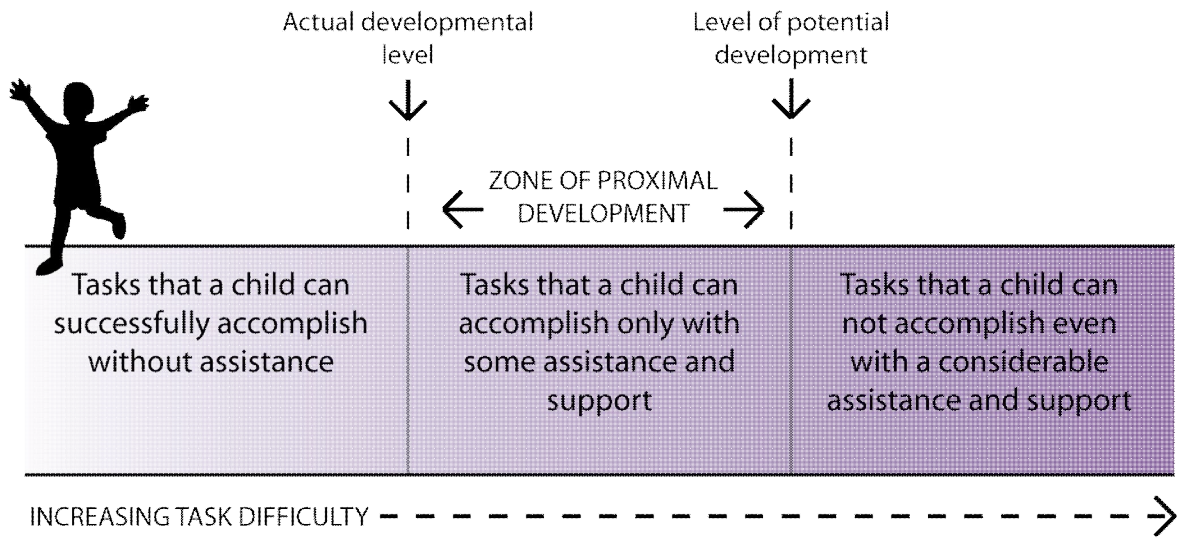 Actual developmental
level
Level of potential
development
ZONE OF PROXIMAL
DEVELOPMENT
Tasks that a child can
successfully accomplish
without assistance
Tasks that a child can
accomplish only with
some assistance and
support
Tasks that a child can
not accomplish even
with a considerable
assistance and support
INCREASING TASK DIFFICULTY